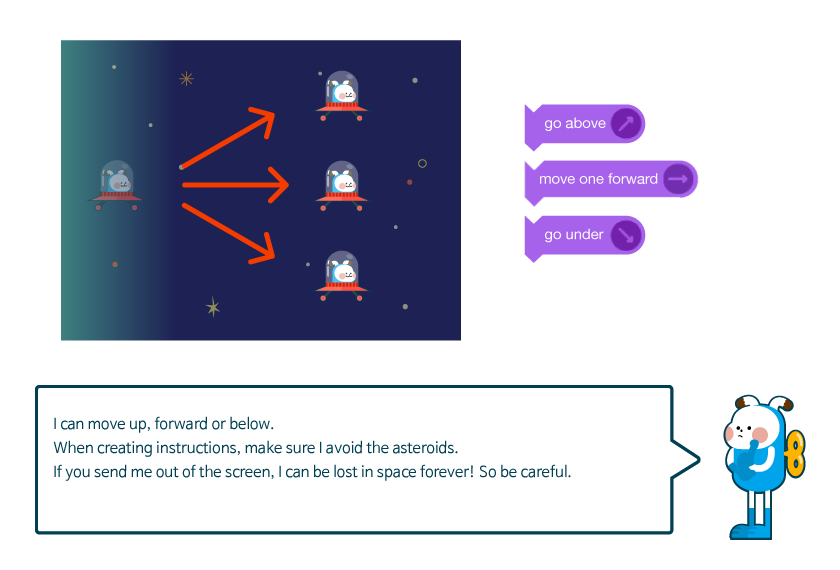 go above
move one forward
go under
I can move up, forward or below.
When creating instructions, make sure I avoid the asteroids.
If you send me out of the screen, I can be lost in space forever! So be careful.